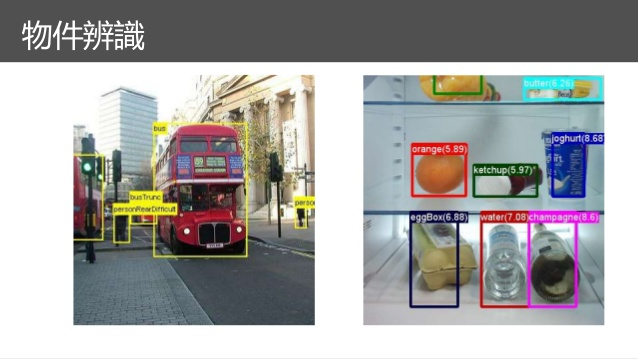 物件辨識
bus
busTrunc
personRearDifficult
perso
butter(6.26)
orange(5.89)
ketchup(5.97)*
joghurt(8.68
eggBox(6.88)
water(7.08)
champagne(8.6)